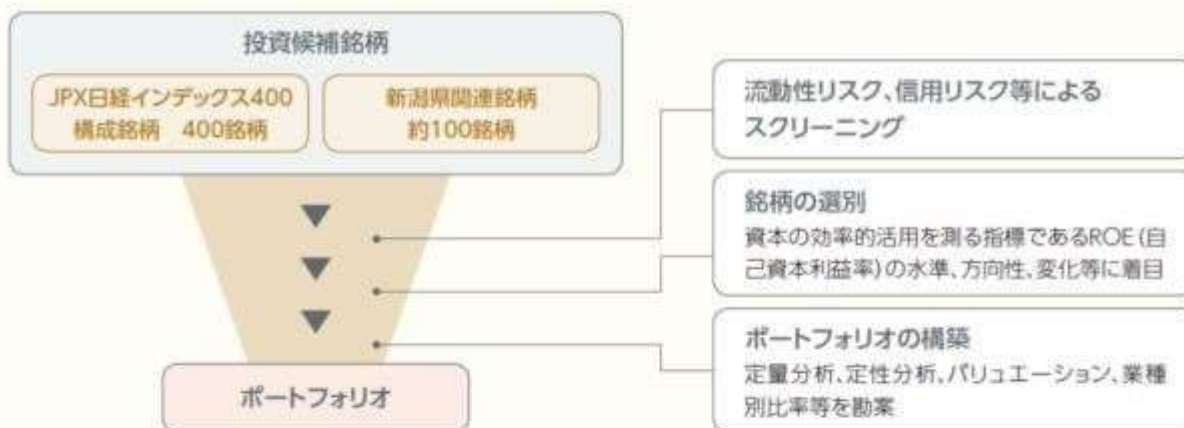 投資候補銘柄
JPX日経インデックス400
構成銘柄 400銘柄
新潟県関連銘柄
約100銘柄
ポートフォリオ
流動性リスク、信用リスク等による
スクリーニング
銘柄の選別
資本の効率的活用を測る指標であるROE(自
己資本利益率)の水準、方向性、変化等に着目
ポートフォリオの構築
定量分析、定性分析、バリュエーション、業種
別比率等を勘案